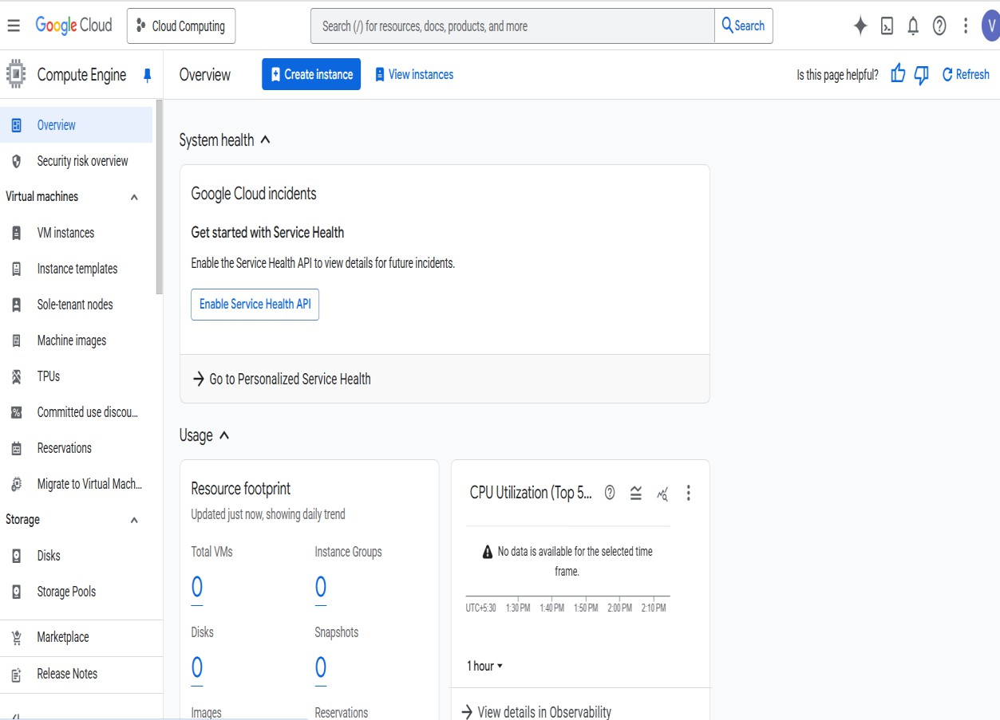 Google Cloud
Cloud Computing
Search (/) for resources, docs, products, and more
Search
V
Compute Engine
Overview
Create instance
View instances
Is this page helpful?
Refresh
Overview
Security risk overview
Virtual machines
VM instances
Instance templates
Sole-tenant nodes
Machine images
TPUs
Committed use discou...
Reservations
Migrate to Virtual Mach...
Storage
Disks
Storage Pools
Marketplace
Release Notes
System health
Google Cloud incidents
Get started with Service Health
Enable the Service Health API to view details for future incidents.
Enable Service Health API
Go to Personalized Service Health
Usage
Resource footprint
Updated just now, showing daily trend
Total VMs
Instance Groups
0
0
Disks
Snapshots
0
0
Images
Reservations
CPU Utilization (Top 5...
No data is available for the selected time
frame.
UTC+5:30 1:30 PM 1:40 PM 1:50 PM 2:00 PM 2:10 PM
1 hour
View details in Observability